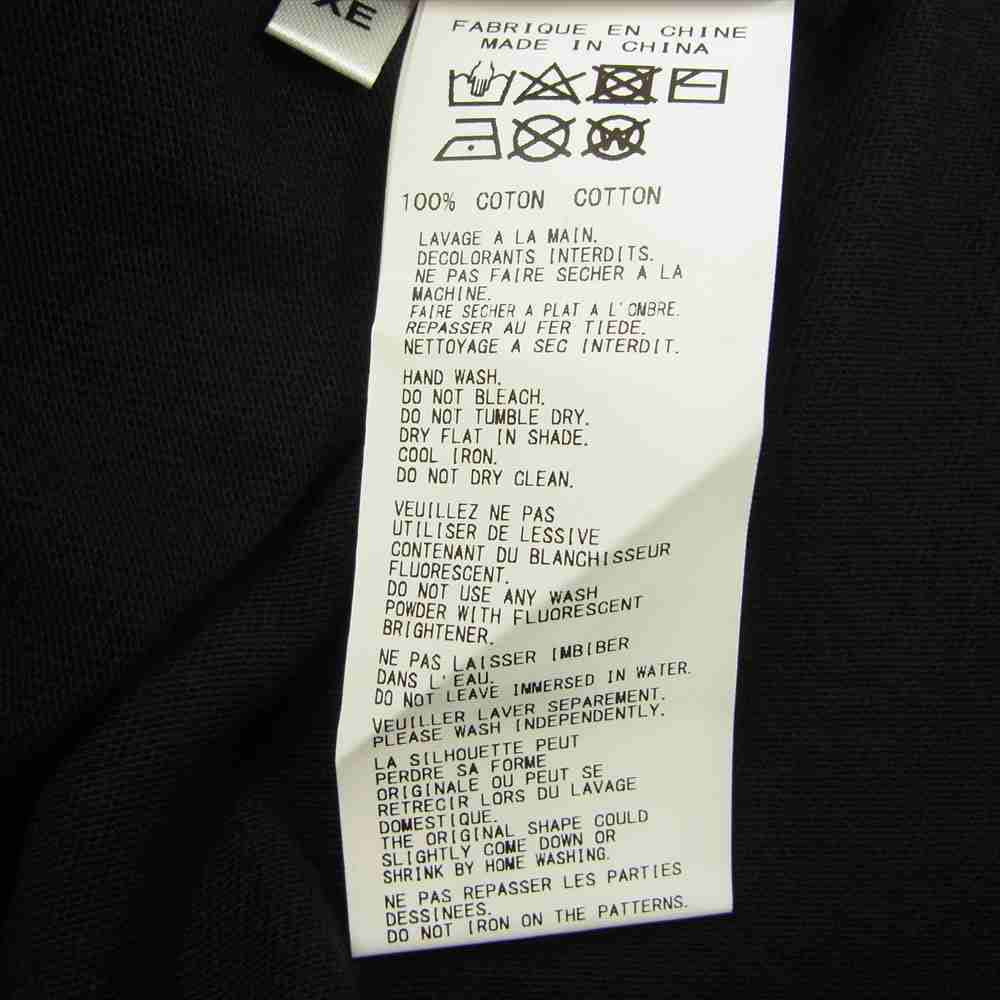 XE
FABRIQUE EN CHINE
MADE IN CHINA
W
100% COTON COTTON
LAVAGE A LA MAIN.
DECOLORANTS INTERDITS.
NE PAS FAIRE SECHER A LA
MACHINE.
FAIRE SECHER A PLAT A L'OMBRE.
REPASSER AU FER TIEDE.
NETTOYAGE A SEC INTERDIT.
HAND WASH.
DO NOT BLEACH.
DO NOT TUMBLE DRY.
DRY FLAT IN SHADE.
COOL IRON.
DO NOT DRY CLEAN.
VEUILLEZ NE PAS
UTILISER DE LESSIVE
CONTENANT DU BLANCHISSEUR
FLUORESCENT.
DO NOT USE ANY WASH
POWDER WITH FLUORESCENT
BRIGHTENER.
NE PAS LAISSER IMBIBER
DANS L'EAU.
DO NOT LEAVE IMMERSED IN WATER.
VEUILLER LAVER SEPAREMENT.
PLEASE WASH INDEPENDENTLY.
LA SILHOUETTE PEUT
PERDRE SA FORME
ORIGINALE OU PEUT SE
RETRECIR LORS DU LAVAGE
DOMESTIQUE.
THE ORIGINAL SHAPE COULD
SLIGHTLY COME DOWN OR
SHRINK BY HOME WASHING.
NE PAS REPASSER LES PARTIES
DESSINEES.
DO NOT IRON ON THE PATTERNS.